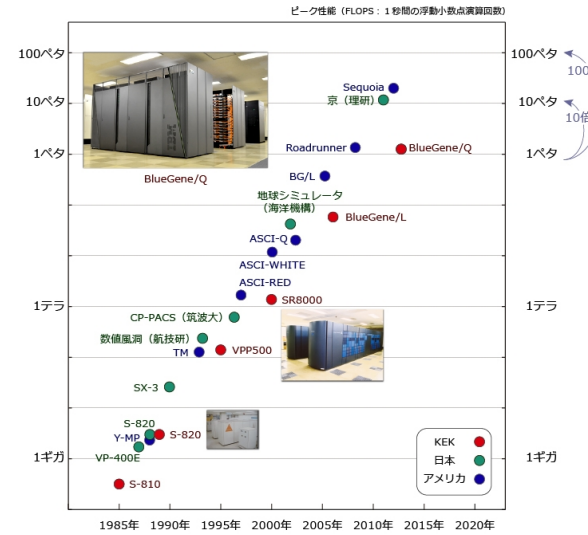 ピーク性能（FLOPS：１秒間の浮動小数点演算回数）
100ペタ
100ペタ
100
Sequoia
10ペタ
京（理研）
10ペタ
10倍
Roadrunner
BlueGene/Q
1ペタ
1ペタ
IBM
BlueGene/Q
BG/L
地球シミュレータ
（海洋機構）
BlueGene/L
ASCI-Q
ASCI-WHITE
ASCI-RED
SR8000
1テラ
1テラ
CP-PACS（筑波大）
数値風洞（航技研）
TM
VPP500
SX-3
S-820
Y-MP
S-820
VP-400E
1ギガ
1ギガ
S-810
KEK
日本
アメリカ
1985年 1990年 1995年 2000年 2005年 2010年 2015年 2020年